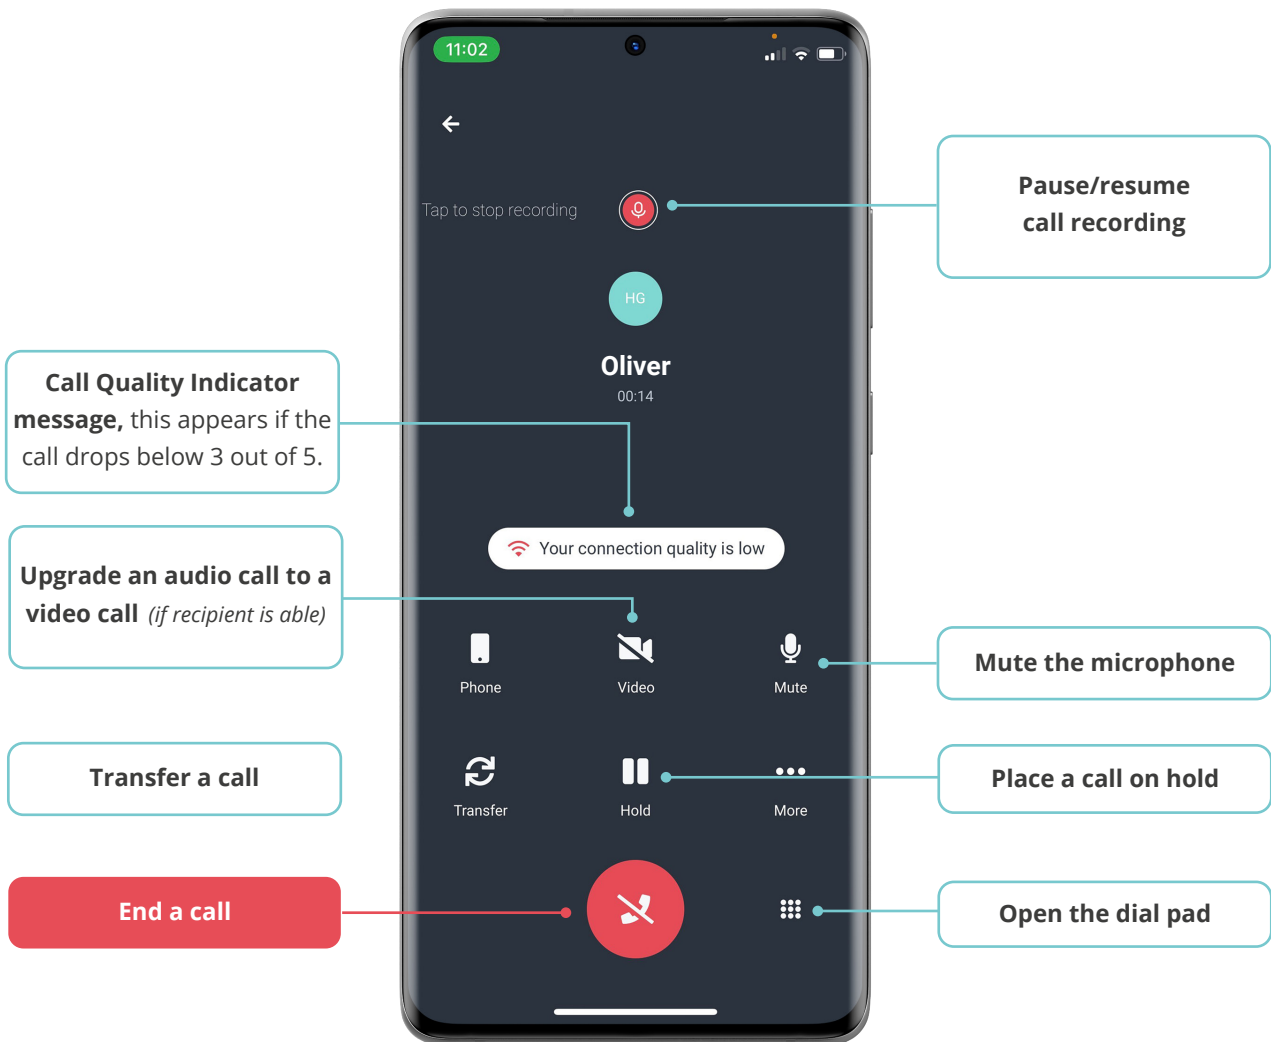 11:02
Tap to stop recording
Pause/resume
call recording
HG
Oliver
00:14
Call Quality Indicator
message, this appears if the
call drops below 3 out of 5.
Your connection quality is low
Upgrade an audio call to a
video call (if recipient is able)
Phone
Video
Mute
Mute the microphone
Transfer a call
Transfer
Hold
More
Place a call on hold
End a call
Open the dial pad